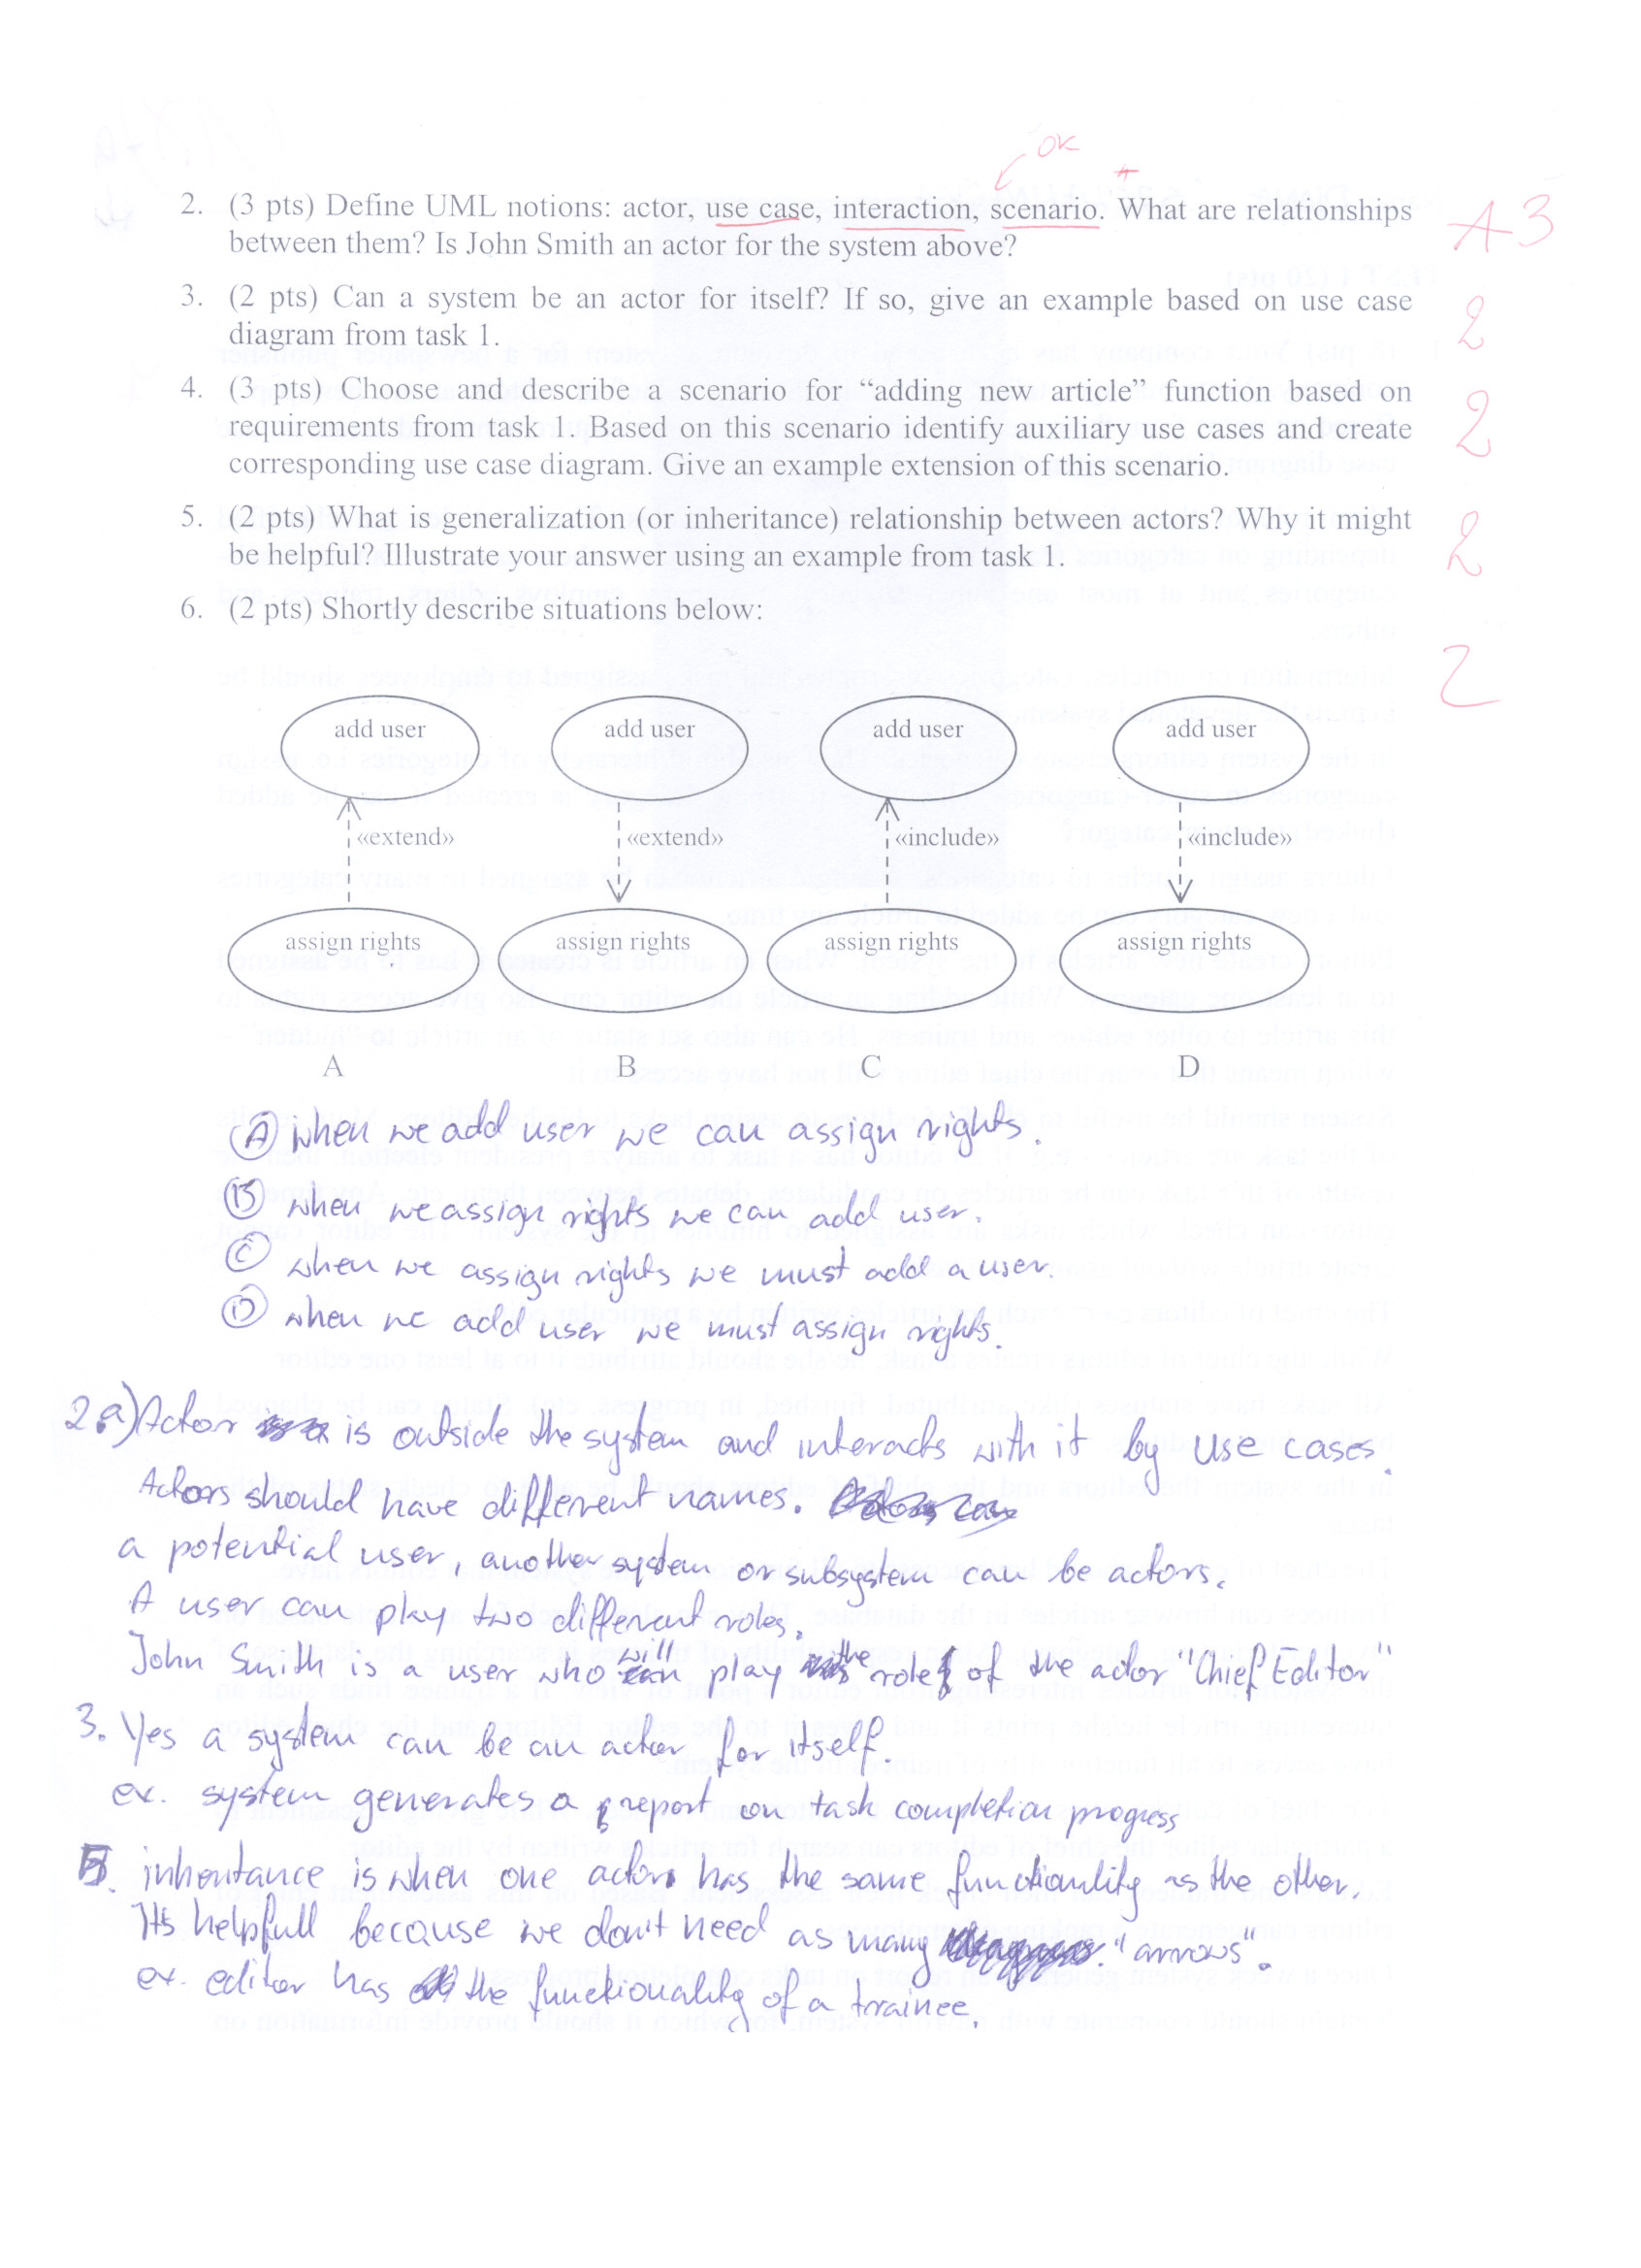 OK
2. (3 pts) Define UML notions: actor, use case, interaction, scenario. What are relationships
between them? Is John Smith an actor for the system above?
3
3. (2 pts) Can a system be an actor for itself? If so, give an example based on use case
diagram from task 1.
2
4. (3 pts) Choose and describe a scenario for “adding new article” function based on
requirements from task 1. Based on this scenario identify auxiliary use cases and create
corresponding use case diagram. Give an example extension of this scenario.
2
5. (2 pts) What is generalization (or inheritance) relationship between actors? Why it might
be helpful? Illustrate your answer using an example from task 1.
2
6. (2 pts) Shortly describe situations below:
2
add user add user add user add user
«extend» «extend» «include» «include»
assign rights assign rights assign rights assign rights
A B C D
A when we add user we can assign rights.
B when we assign rights we can add user.
C when we assign rights we must add a user.
D when we add user we must assign rights.
2.a) Actor is outside the system and interacts with it by use cases.
Actors should have different names.
a potential user, another system or subsystem can be actors.
A user can play two different roles.
John Smith is a user who will play the role of the actor "Chief Editor"
3. Yes a system can be an actor for itself.
ex. system generates a report on task completion progress
5. inheritance is when one actor has the same functionality as the other.
Its helpfull because we don't need as many "arrows".
ex. editor has the functionality of a trainee.